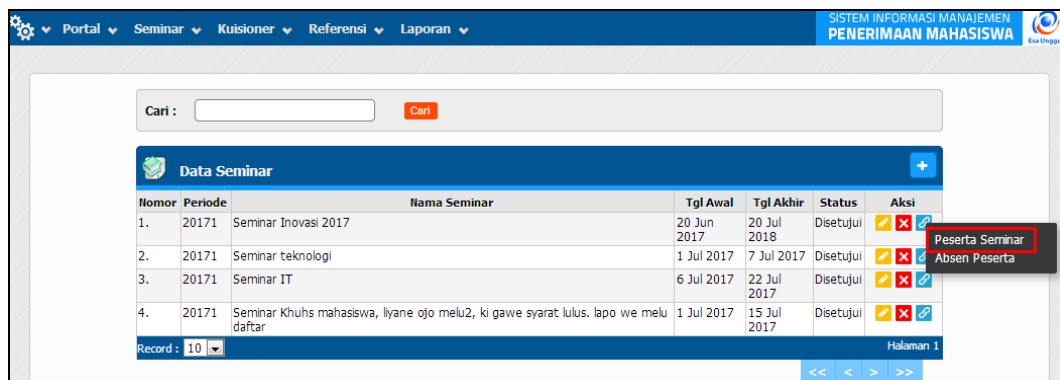 Portal Seminar Kuisioner Referensi Laporan
SISTEM INFORMASI MANAJEMEN
PENERIMAAN MAHASISWA
Esa Unggu
Cari :
Cari
Data Seminar
Nomor Periode Nama Seminar Tgl Awal Tgl Akhir Status Aksi
1. 20171 Seminar Inovasi 2017 20 Jun 2017 20 Jul 2018 Disetujui
Peserta Seminar
Absen Peserta
2. 20171 Seminar teknologi 1 Jul 2017 7 Jul 2017 Disetujui
3. 20171 Seminar IT 6 Jul 2017 22 Jul 2017 Disetujui
4. 20171 Seminar Khuhs mahasiswa, liyane ojo melu2, ki gawe syarat lulus. lapo we melu daftar 1 Jul 2017 15 Jul 2017 Disetujui
Record : 10
Halaman 1
<< < > >>